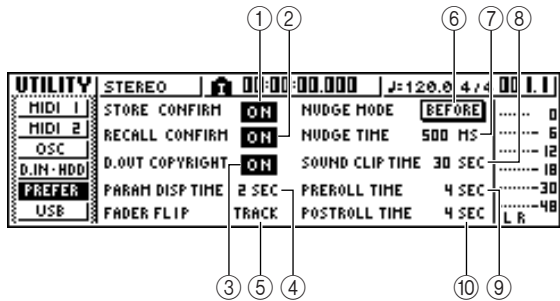 ① ② ⑥ ⑦ ⑧
UTILITY STEREO I 00:00:00.000 ♩=120.0 4/4 001.1
MIDI 1 STORE CONFIRM ON NUDGE MODE BEFORE 0
MIDI 2 RECALL CONFIRM ON NUDGE TIME 500 MS 6
OSC 12
D.IN·HDD D.OUT COPYRIGHT ON SOUND CLIP TIME 30 SEC 18
PREFER PARAM DISP TIME 2 SEC PREROLL TIME 4 SEC 30
USB FADER FLIP TRACK POSTROLL TIME 4 SEC 48
L R
③ ④ ⑤ ⑩ ⑨